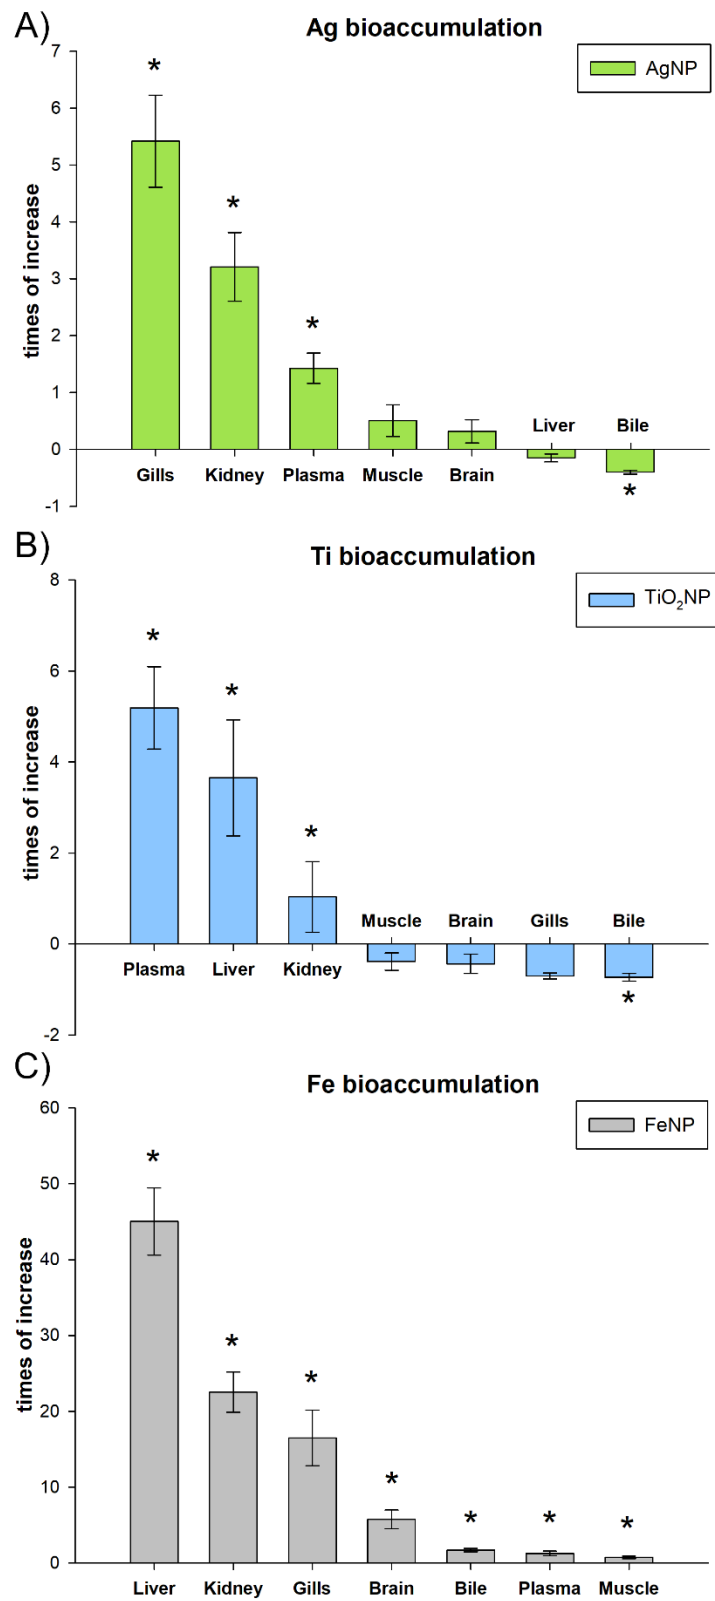 A)
Ag bioaccumulation
AgNP
times of increase
7
6
5
4
3
2
1
0
-1
*
*
*
*
Liver Bile
Gills Kidney Plasma Muscle Brain
B)
Ti bioaccumulation
TiO₂NP
times of increase
8
6
4
2
0
-2
*
*
*
*
Muscle Brain Gills Bile
Plasma Liver Kidney
C)
Fe bioaccumulation
FeNP
times of increase
60
50
40
30
20
10
0
*
*
*
*
*
*
*
Liver Kidney Gills Brain Bile Plasma Muscle